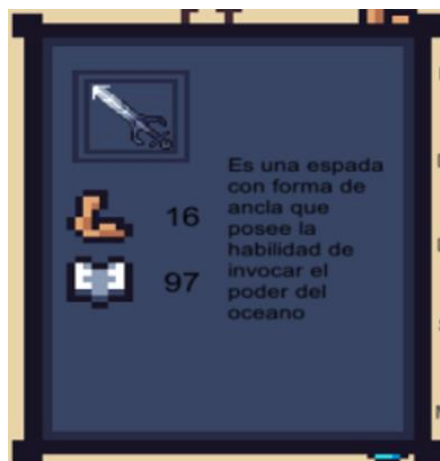 Es una espada
con forma de
ancla que
posee la
habilidad de
invocar el
poder del
oceano
16
97